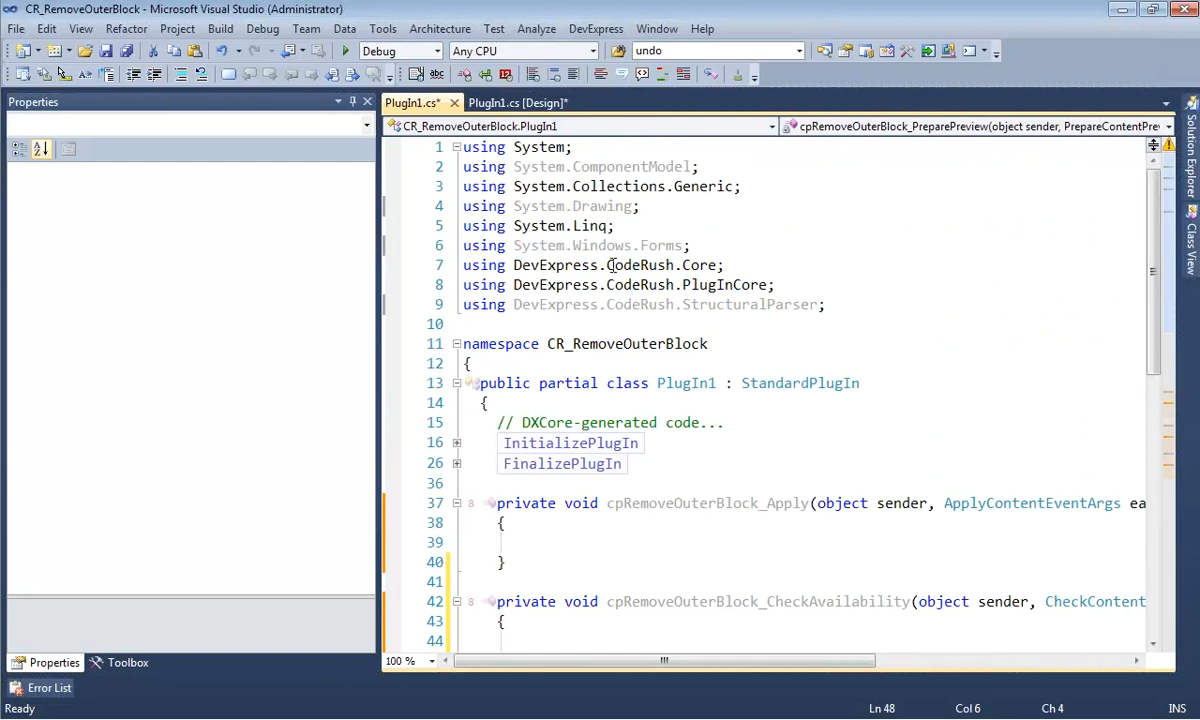 CR_RemoveOuterBlock - Microsoft Visual Studio (Administrator)
File Edit View Refactor Project Build Debug Team Data Tools Architecture Test Analyze DevExpress Window Help
Debug Any CPU undo
Properties
PlugIn1.cs* PlugIn1.cs [Design]*
CR_RemoveOuterBlock.PlugIn1 cpRemoveOuterBlock_PreparePreview(object sender, PrepareContentPrev
1 using System;
2 using System.ComponentModel;
3 using System.Collections.Generic;
4 using System.Drawing;
5 using System.Linq;
6 using System.Windows.Forms;
7 using DevExpress.CodeRush.Core;
8 using DevExpress.CodeRush.PlugInCore;
9 using DevExpress.CodeRush.StructuralParser;
10
11 namespace CR_RemoveOuterBlock
12 {
13 public partial class PlugIn1 : StandardPlugIn
14 {
15 // DXCore-generated code...
16 InitializePlugIn
26 FinalizePlugIn
36
37 8 private void cpRemoveOuterBlock_Apply(object sender, ApplyContentEventArgs ea
38 {
39
40 }
41
42 8 private void cpRemoveOuterBlock_CheckAvailability(object sender, CheckContent
43 {
44
100 %
Properties Toolbox
Error List
Ready Ln 48 Col 6 Ch 4 INS
Solution Explorer
Class View